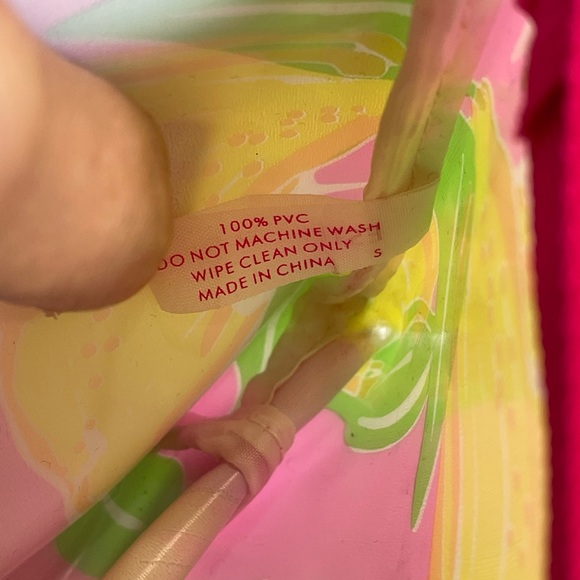 100% PVC
DO NOT MACHINE WASH
WIPE CLEAN ONLY
MADE IN CHINA S